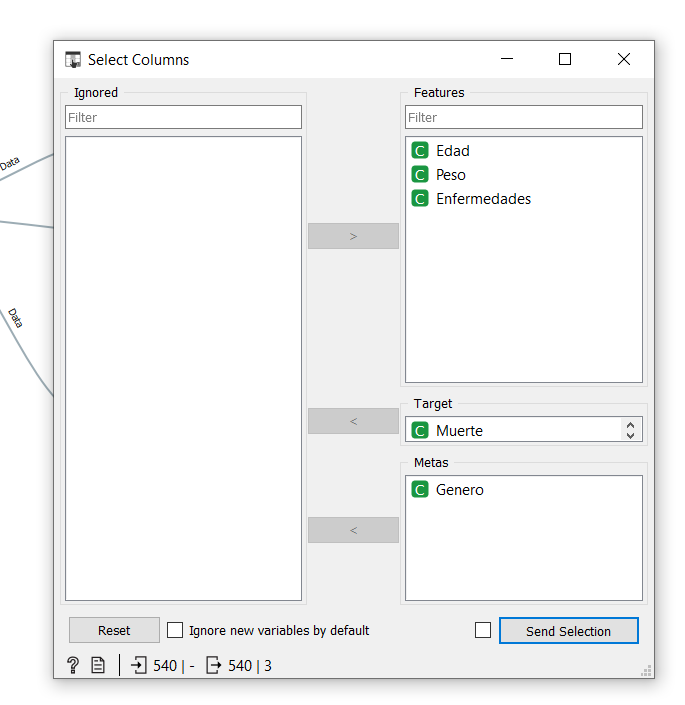 Select Columns
Ignored
Filter
Features
Filter
C Edad
C Peso
C Enfermedades
>
Target
<
C Muerte
Metas
C Genero
<
Reset
Ignore new variables by default
Send Selection
? 540 | - 540 | 3
Data
Data